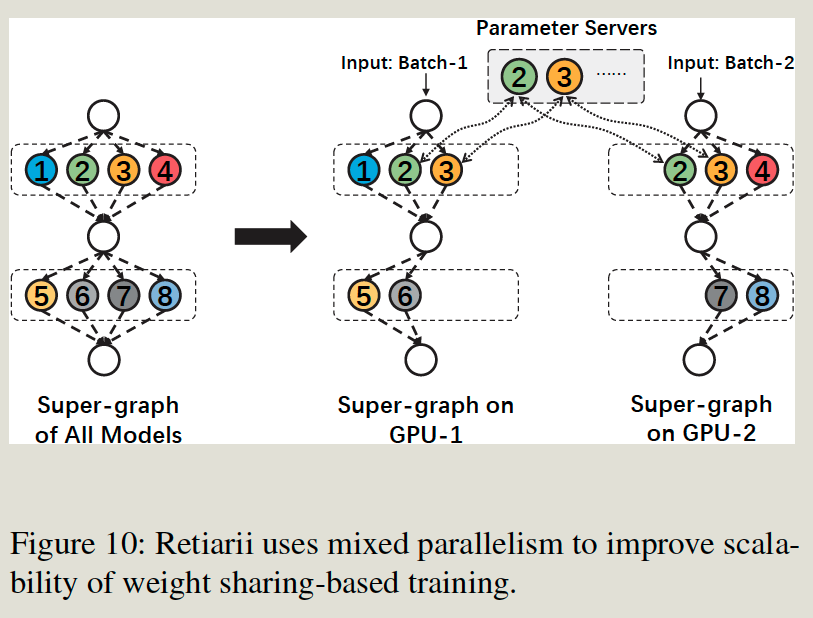 Parameter Servers
Input: Batch-1
2 3 ......
Input: Batch-2
1 2 3 4
1 2 3
2 3 4
5 6 7 8
5 6
7 8
Super-graph
of All Models
Super-graph on
GPU-1
Super-graph
on GPU-2
Figure 10: Retiarii uses mixed parallelism to improve scala-
bility of weight sharing-based training.